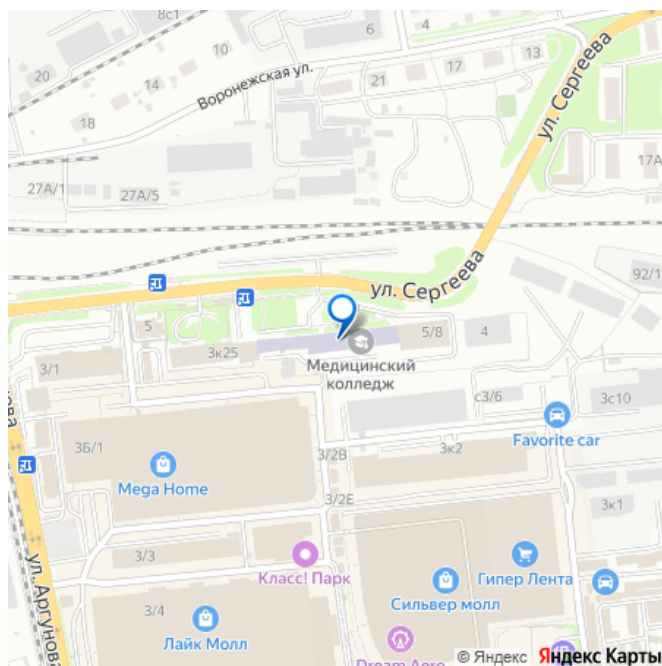 8с1
6
4
20
10
14
Воронежская ул.
21
17
13
18
ул. Сергеева
27А/1
27А/5
17А
92/1
ул. Сергеева
5
3к25
5/8
4
3/1
Медицинский
колледж
с3/6
3с10
3Б/1
3/2В
3к2
Favorite car
Mega Home
3/2Е
3к1
ул. Аргунова
3/3
Класс! Парк
Гипер Лента
3/4
Сильвер молл
Лайк Молл
Dream Aero
© Яндекс Яндекс Карты